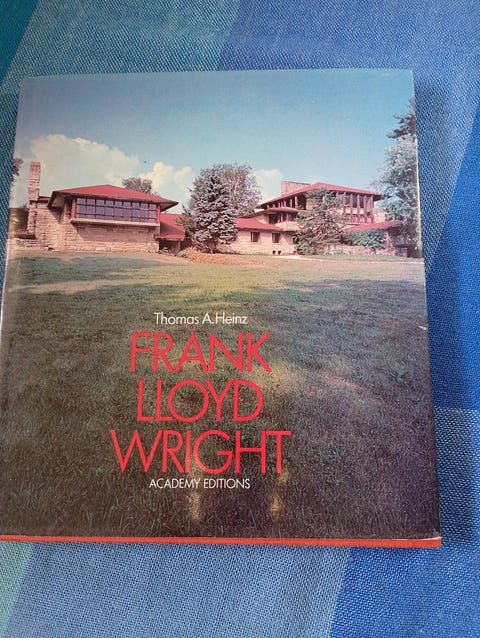 Thomas A. Heinz
FRANK
LLOYD
WRIGHT
ACADEMY EDITIONS